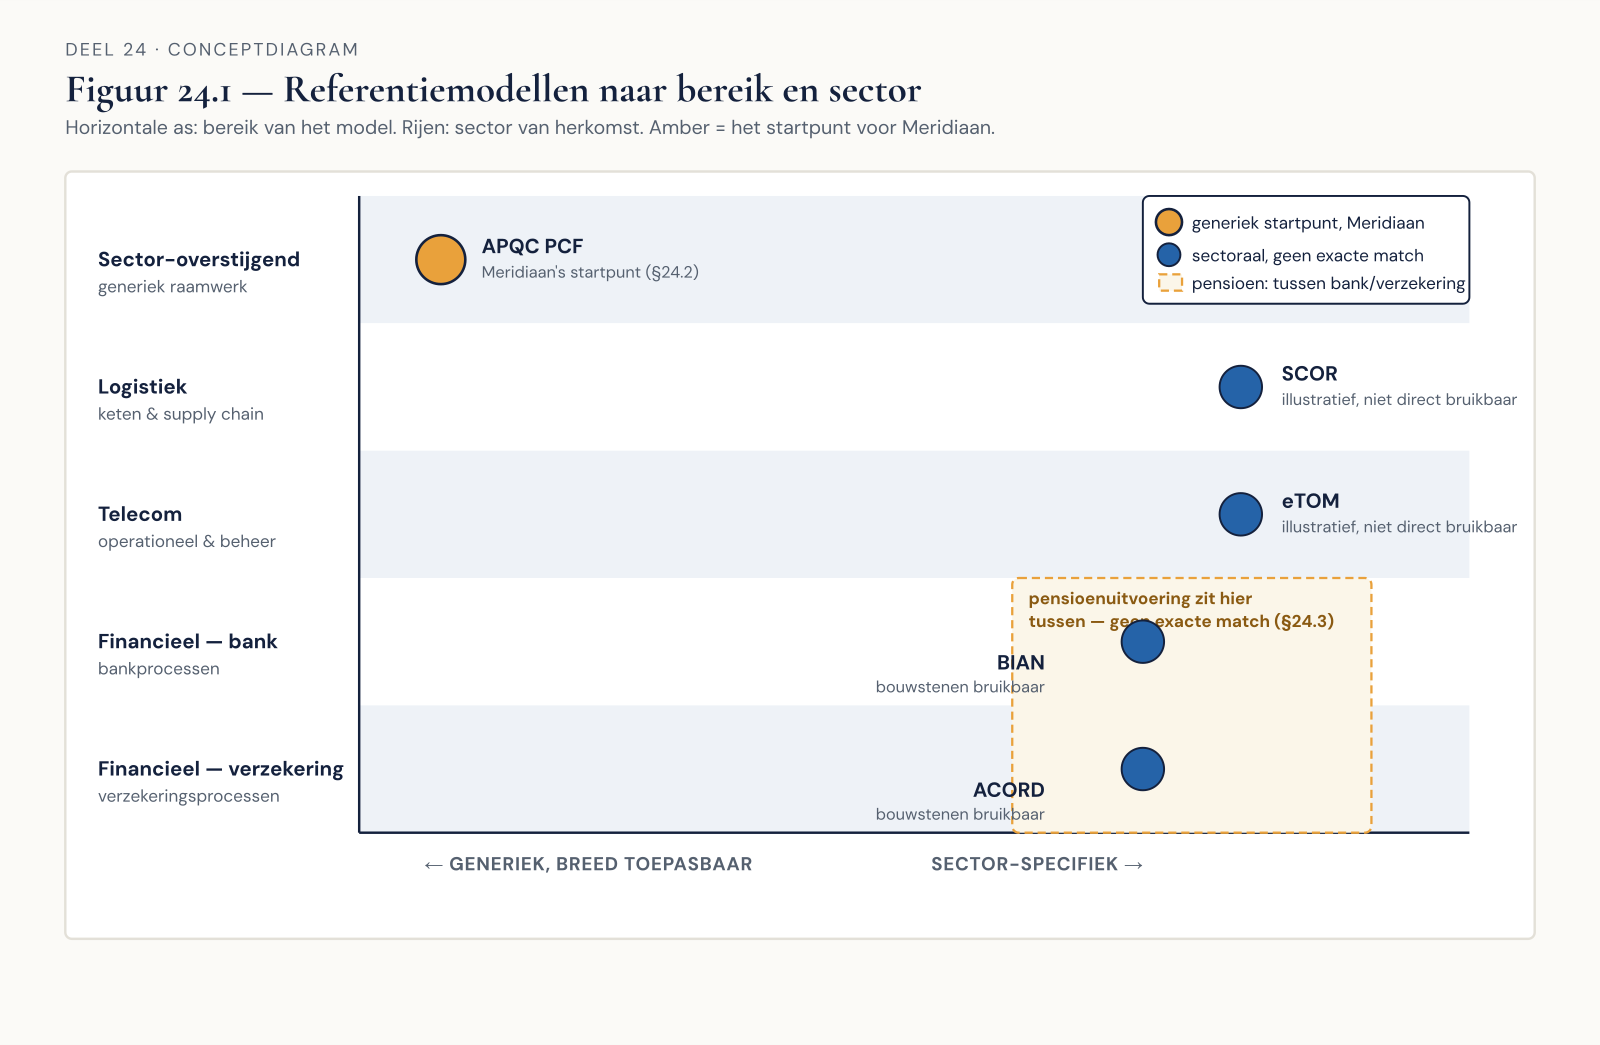 DEEL 24 · CONCEPTDIAGRAM
Figuur 24.1 — Referentiemodellen naar bereik en sector
Horizontale as: bereik van het model. Rijen: sector van herkomst. Amber = het startpunt voor Meridiaan.
generiek startpunt, Meridiaan
sectoraal, geen exacte match
pensioen: tussen bank/verzekering
Sector-overstijgend
generiek raamwerk
APQC PCF
Meridiaan's startpunt (§24.2)
Logistiek
keten & supply chain
SCOR
illustratief, niet direct bruikbaar
Telecom
operationeel & beheer
eTOM
illustratief, niet direct bruikbaar
Financieel — bank
bankprocessen
pensioenuitvoering zit hier
tussen — geen exacte match (§24.3)
BIAN
bouwstenen bruikbaar
Financieel — verzekering
verzekeringsprocessen
ACORD
bouwstenen bruikbaar
← GENERIEK, BREED TOEPASBAAR
SECTOR-SPECIFIEK →